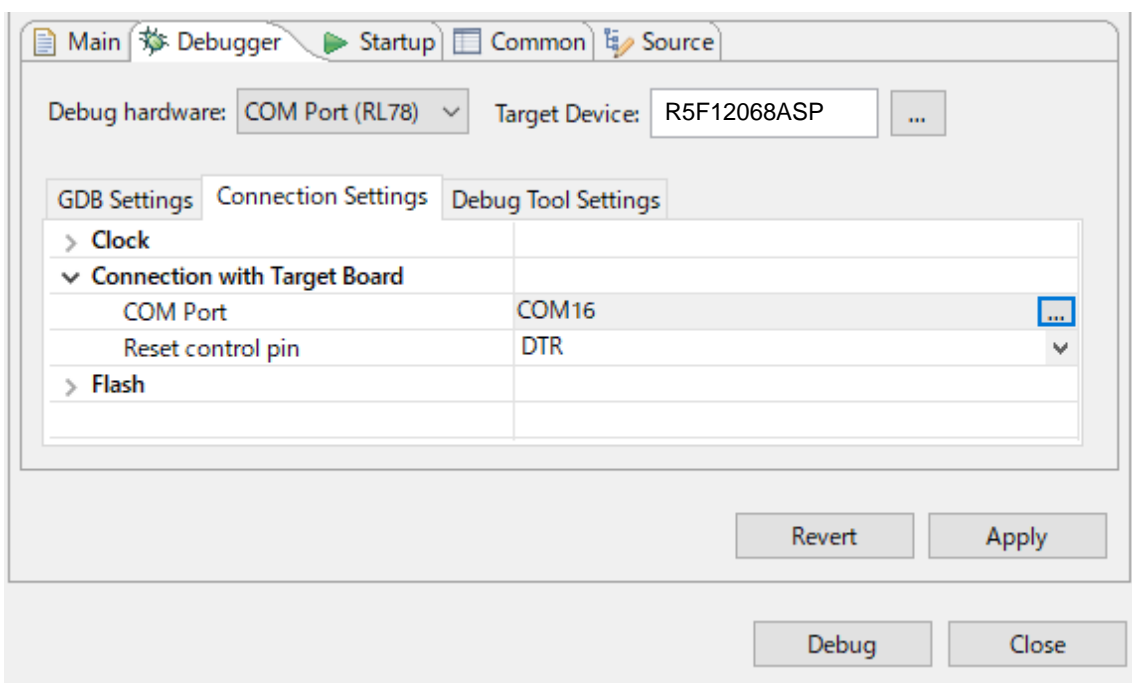 Main Debugger Startup Common Source
Debug hardware: COM Port (RL78) Target Device: R5F12068ASP ...
GDB Settings Connection Settings Debug Tool Settings
Clock
Connection with Target Board
COM Port COM16 ...
Reset control pin DTR
Flash
Revert Apply
Debug Close